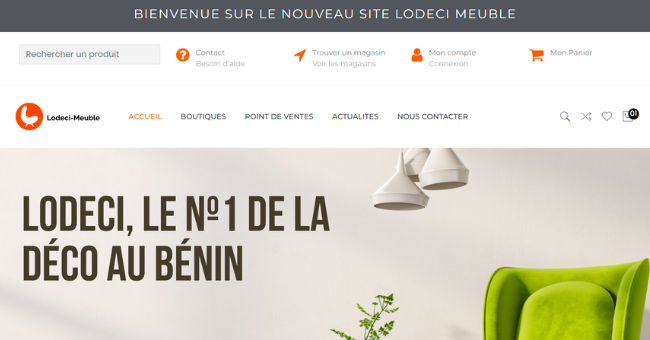 BIENVENUE SUR LE NOUVEAU SITE LODECI MEUBLE
Rechercher un produit
Contact
Besoin d'aide
Trouver un magasin
Voir les magasins
Mon compte
Connexion
Mon Panier
Lodeci-Meuble
ACCUEIL BOUTIQUES POINT DE VENTES ACTUALITES NOUS CONTACTER
01
LODECI, LE Nº1 DE LA
DÉCO AU BÉNIN